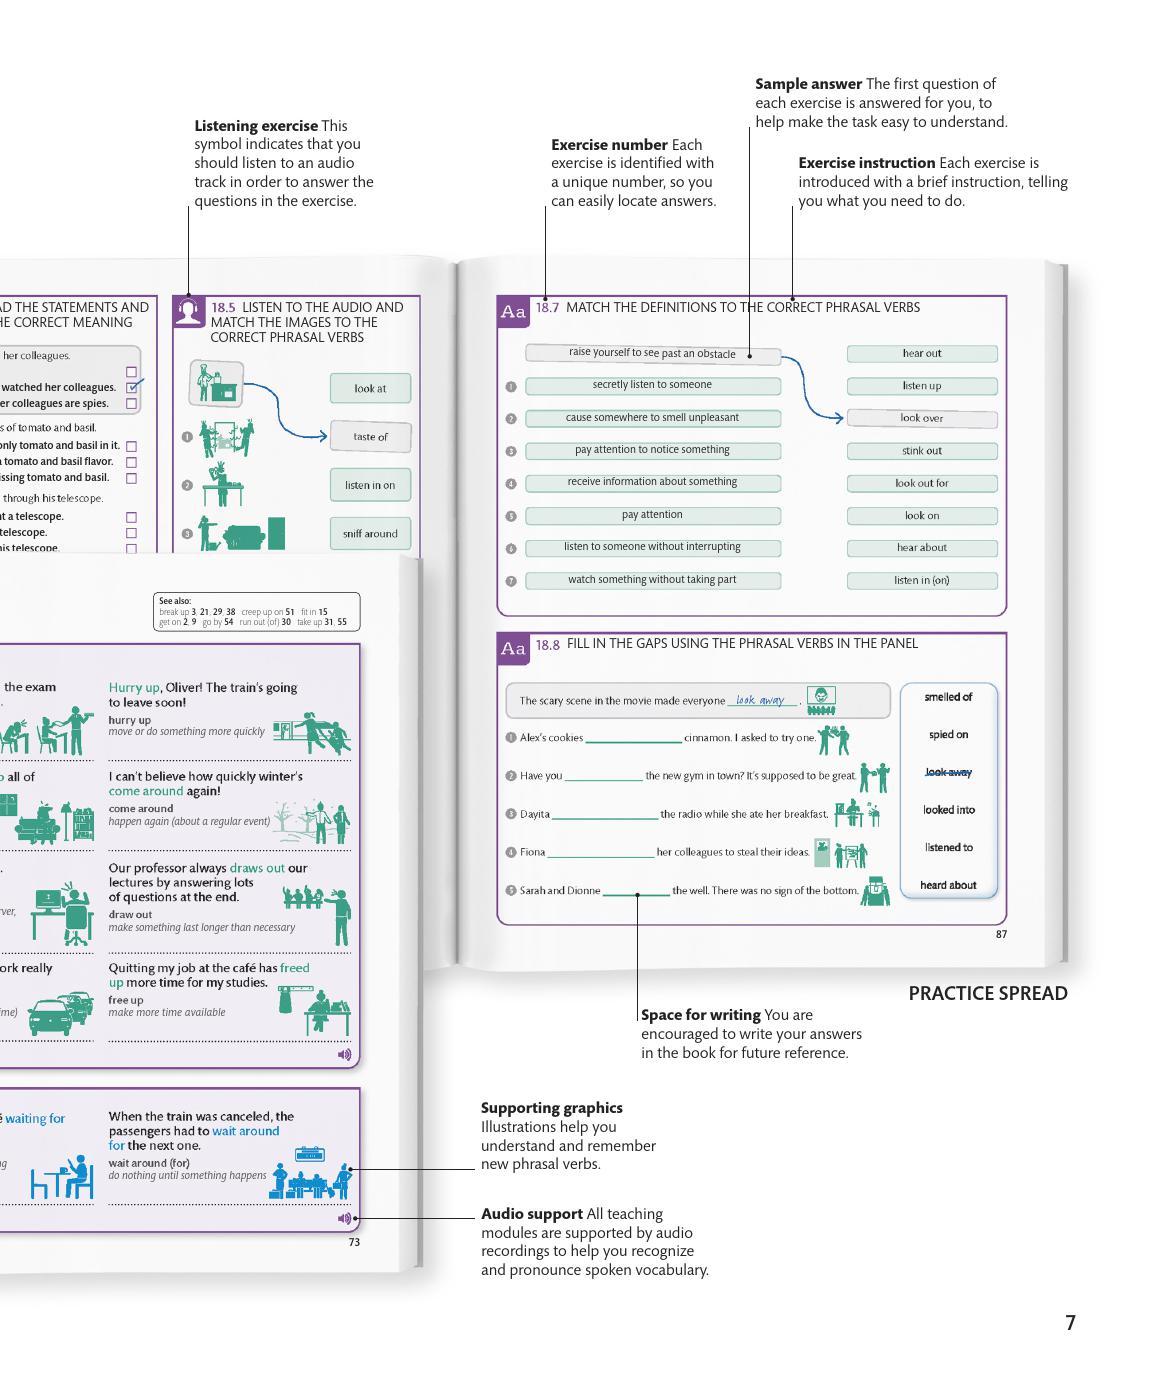 Sample answer The first question of
each exercise is answered for you, to
help make the task easy to understand.
Listening exercise This
symbol indicates that you
should listen to an audio
track in order to answer the
questions in the exercise.
Exercise number Each
exercise is identified with
a unique number, so you
can easily locate answers.
Exercise instruction Each exercise is
introduced with a brief instruction, telling
you what you need to do.
AD THE STATEMENTS AND
HE CORRECT MEANING
her colleagues.
watched her colleagues.
er colleagues are spies.
s of tomato and basil.
only tomato and basil in it.
a tomato and basil flavor.
issing tomato and basil.
through his telescope.
nt a telescope.
telescope.
his telescope.
18.5 LISTEN TO THE AUDIO AND
MATCH THE IMAGES TO THE
CORRECT PHRASAL VERBS
look at
taste of
1
listen in on
2
sniff around
3
Aa 18.7 MATCH THE DEFINITIONS TO THE CORRECT PHRASAL VERBS
raise yourself to see past an obstacle hear out
1 secretly listen to someone listen up
2 cause somewhere to smell unpleasant look over
3 pay attention to notice something stink out
4 receive information about something look out for
5 pay attention look on
6 listen to someone without interrupting hear about
7 watch something without taking part listen in (on)
Aa 18.8 FILL IN THE GAPS USING THE PHRASAL VERBS IN THE PANEL
The scary scene in the movie made everyone look away .
1 Alex's cookies ______ cinnamon. I asked to try one.
2 Have you ______ the new gym in town? It's supposed to be great.
3 Dayita ______ the radio while she ate her breakfast.
4 Fiona ______ her colleagues to steal their ideas.
5 Sarah and Dionne ______ the well. There was no sign of the bottom.
smelled of
spied on
look away
looked into
listened to
heard about
87
PRACTICE SPREAD
See also:
break up 3, 21, 29, 38 creep up on 51 fit in 15
get on 2, 9 go by 54 run out (of) 30 take up 31, 55
the exam
.
Hurry up, Oliver! The train's going
to leave soon!
hurry up
move or do something more quickly
o all of
I can't believe how quickly winter's
come around again!
come around
happen again (about a regular event)
.
rver,
Our professor always draws out our
lectures by answering lots
of questions at the end.
draw out
make something last longer than necessary
ork really
ime)
Quitting my job at the café has freed
up more time for my studies.
free up
make more time available
é waiting for
ng
When the train was canceled, the
passengers had to wait around
for the next one.
wait around (for)
do nothing until something happens
73
Space for writing You are
encouraged to write your answers
in the book for future reference.
Supporting graphics
Illustrations help you
understand and remember
new phrasal verbs.
Audio support All teaching
modules are supported by audio
recordings to help you recognize
and pronounce spoken vocabulary.
7